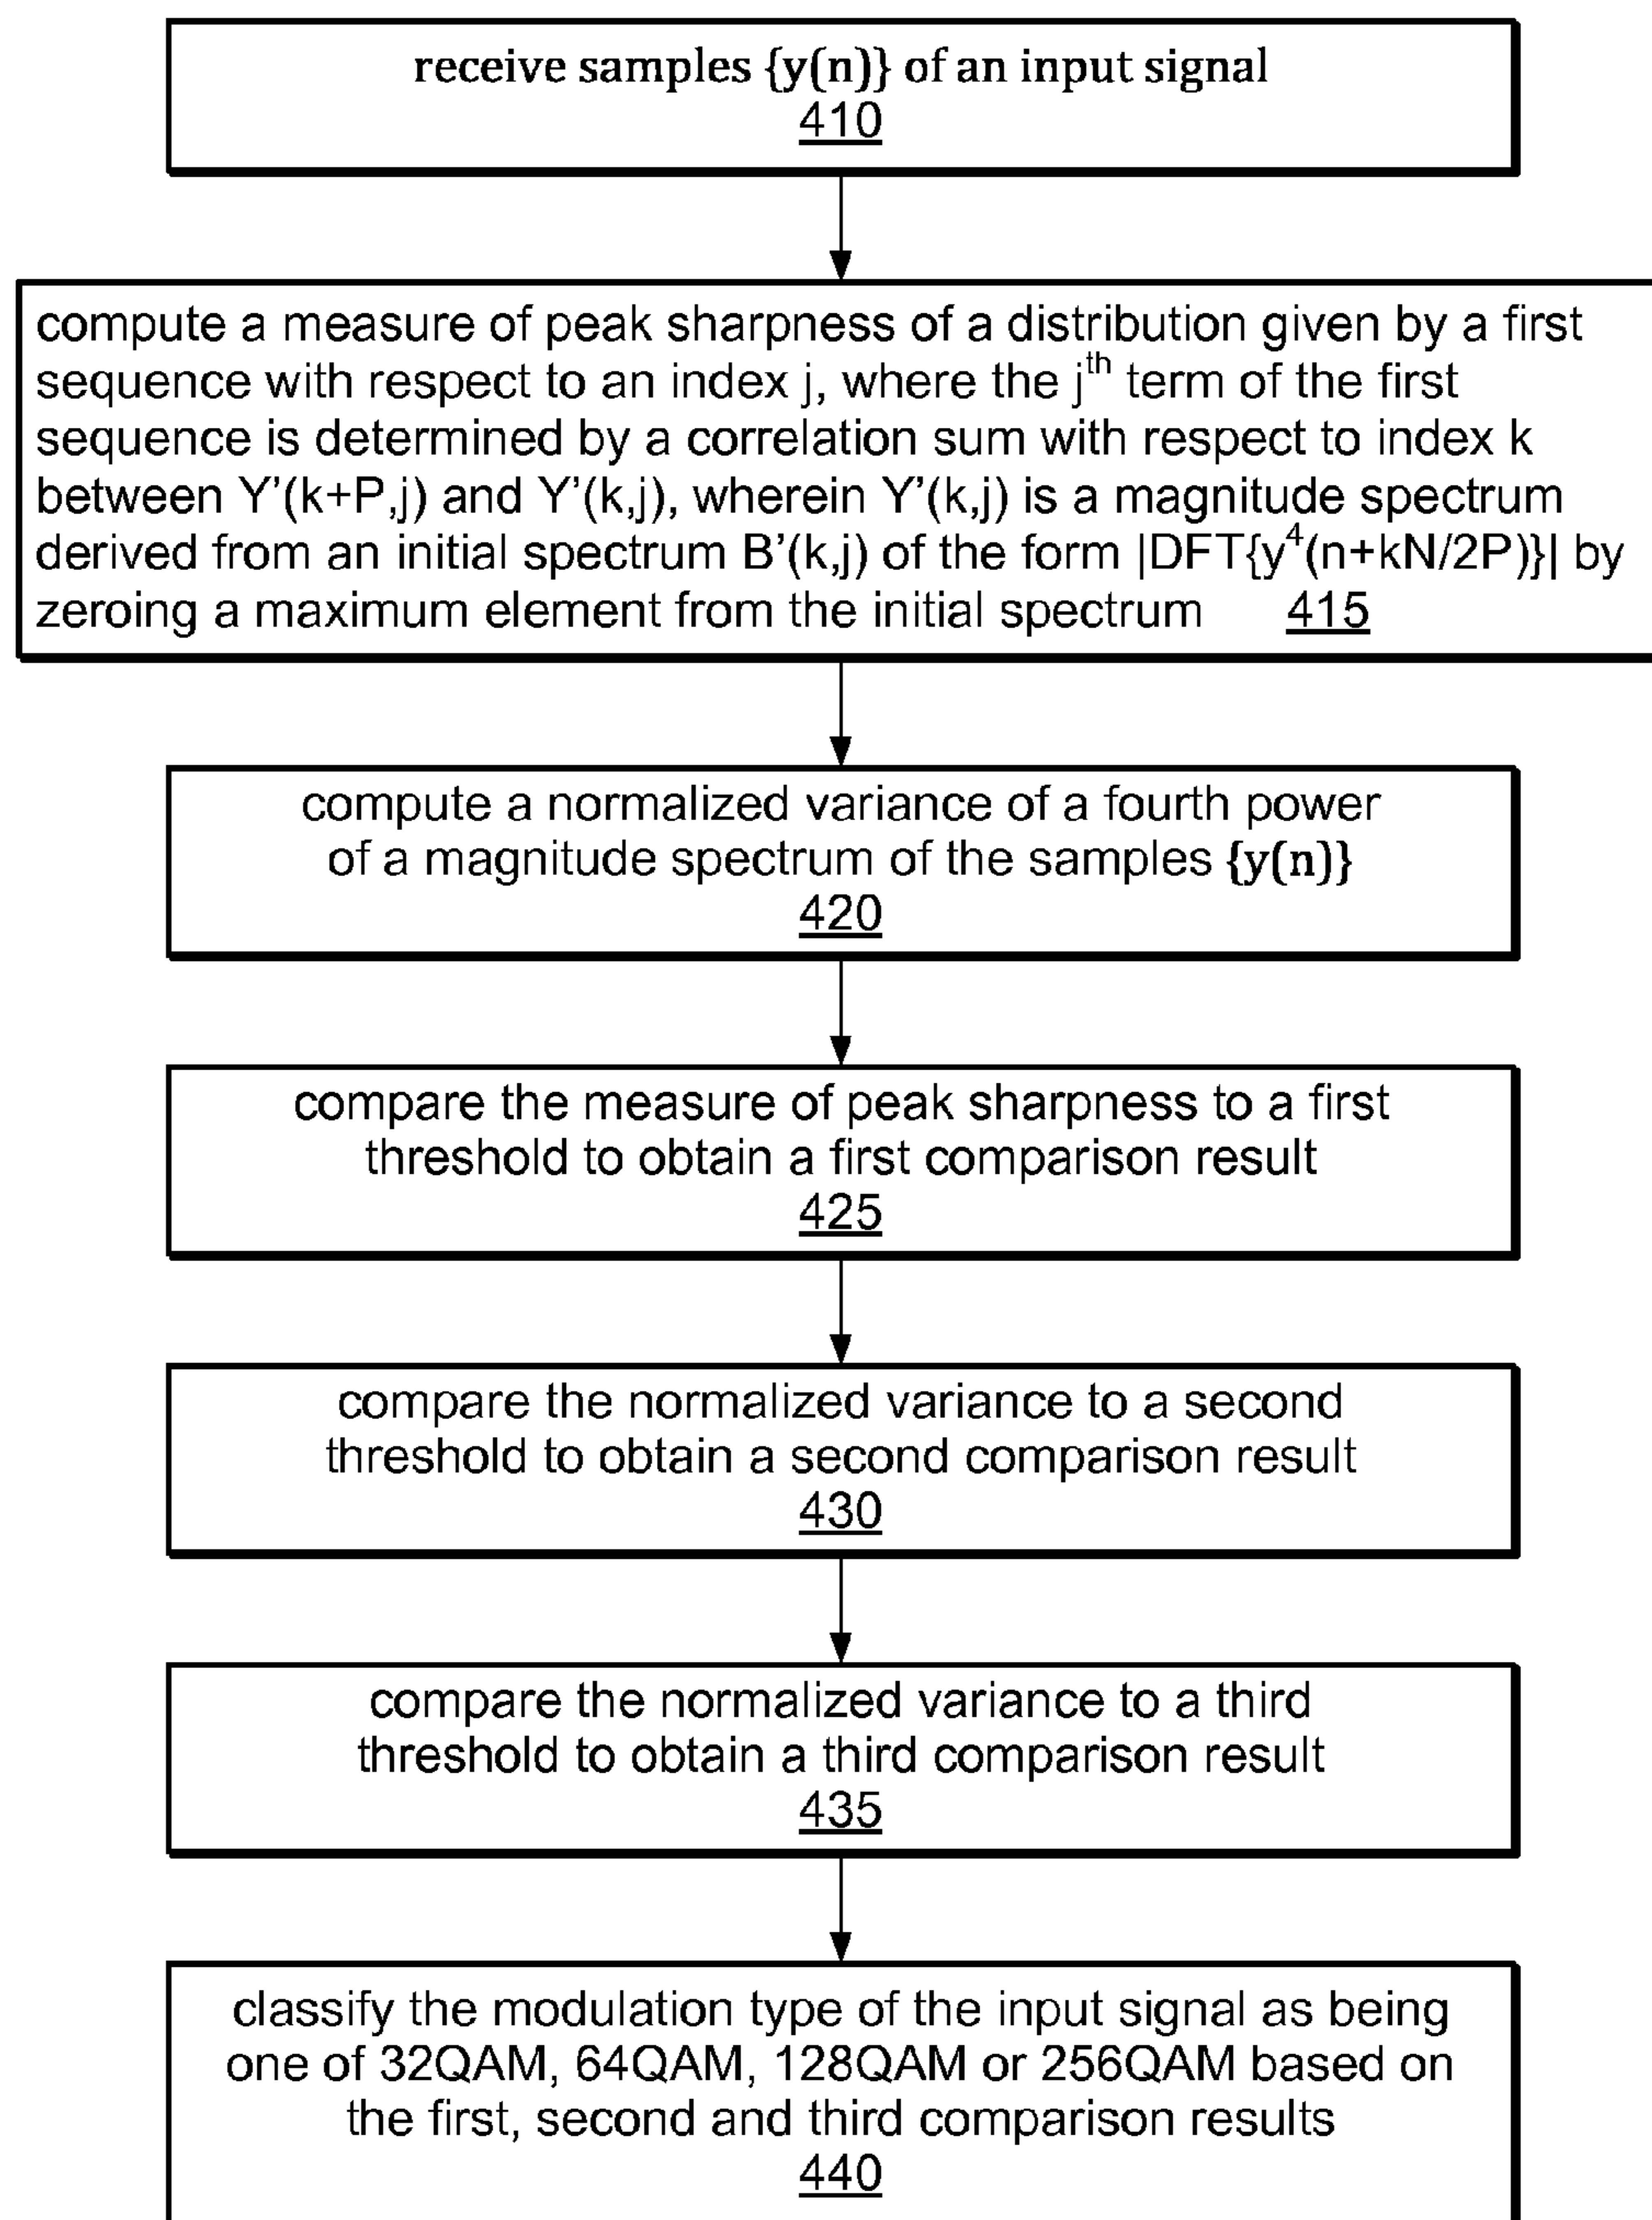 receive samples {y(n)} of an input signal
410
compute a measure of peak sharpness of a distribution given by a first
sequence with respect to an index j, where the jth term of the first
sequence is determined by a correlation sum with respect to index k
between Y'(k+P,j) and Y'(k,j), wherein Y'(k,j) is a magnitude spectrum
derived from an initial spectrum B'(k,j) of the form |DFT{y⁴(n+kN/2P)}| by
zeroing a maximum element from the initial spectrum 415
compute a normalized variance of a fourth power
of a magnitude spectrum of the samples {y(n)}
420
compare the measure of peak sharpness to a first
threshold to obtain a first comparison result
425
compare the normalized variance to a second
threshold to obtain a second comparison result
430
compare the normalized variance to a third
threshold to obtain a third comparison result
435
classify the modulation type of the input signal as being
one of 32QAM, 64QAM, 128QAM or 256QAM based on
the first, second and third comparison results
440